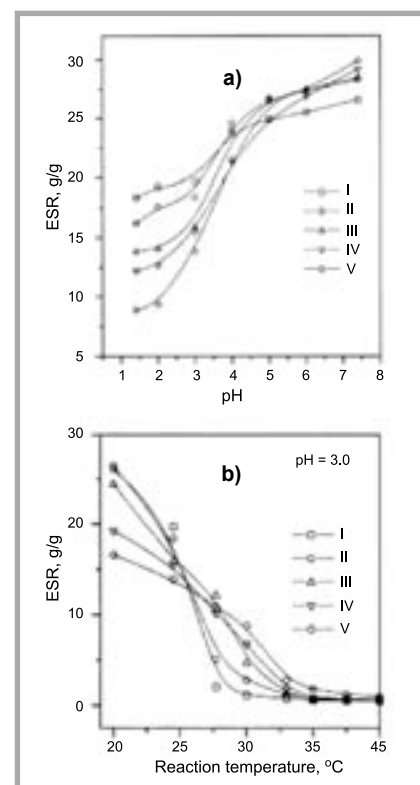 a)
30
25
20
15
10
5
ESR, g/g
I
II
III
IV
V
1 2 3 4 5 6 7 8
pH
b)
pH = 3.0
30
20
10
0
ESR, g/g
I
II
III
IV
V
20 25 30 35 45
Reaction temperature, °C